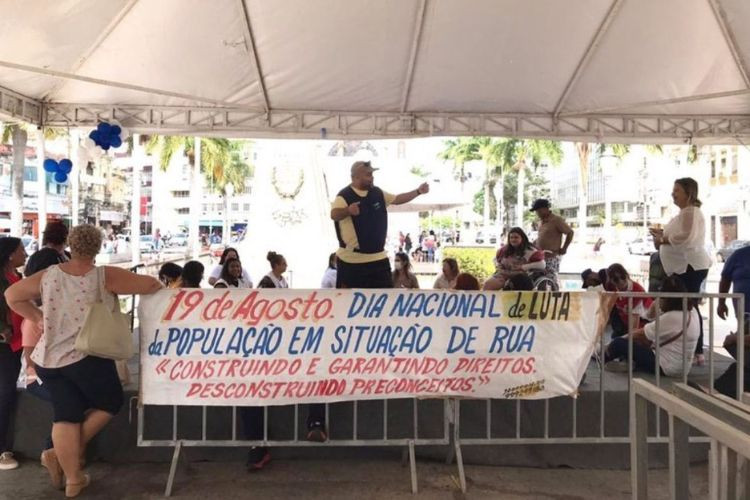 19 de Agosto: DIA NACIONAL de LUTA
da POPULAÇÃO EM SITUAÇÃO DE RUA
"CONSTRUINDO E GARANTINDO DIREITOS.
DESCONSTRUINDO PRECONCEITOS."